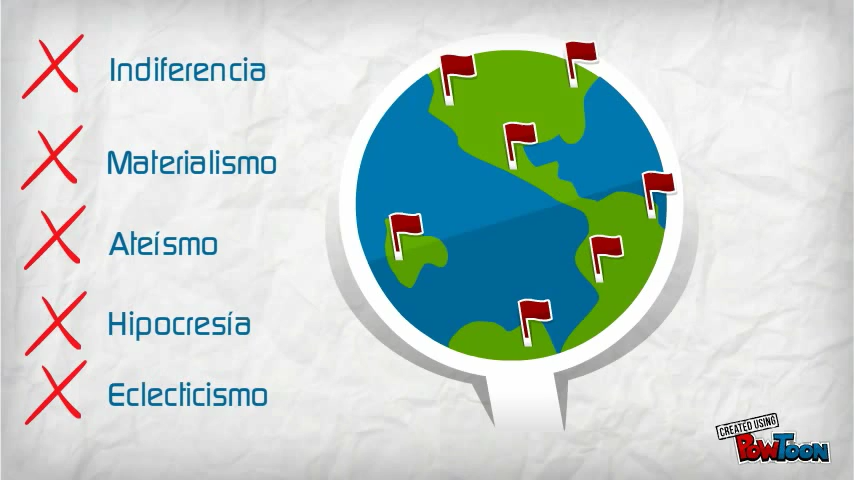 Indiferencia
Materialismo
Ateísmo
Hipocresía
Eclecticismo
CREATED USING
POWTOON